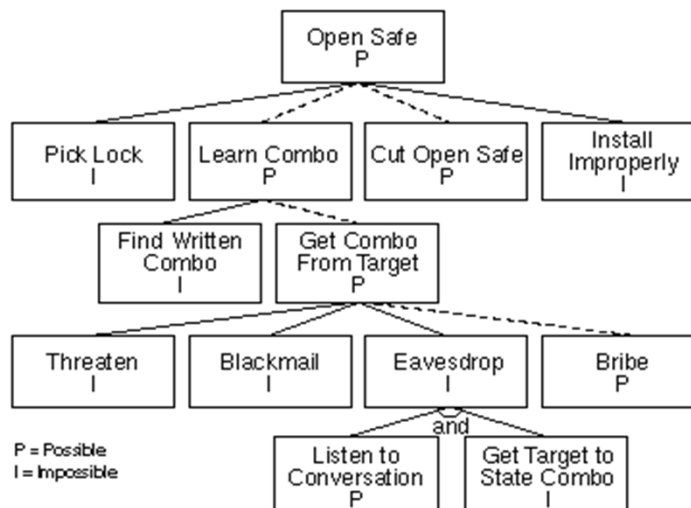 Open Safe
P
Pick Lock
I
Learn Combo
P
Cut Open Safe
P
Install
Improperly
I
Find Written
Combo
I
Get Combo
From Target
P
Threaten
I
Blackmail
I
Eavesdrop
I
Bribe
P
and
Listen to
Conversation
P
Get Target to
State Combo
I
P = Possible
I = Impossible